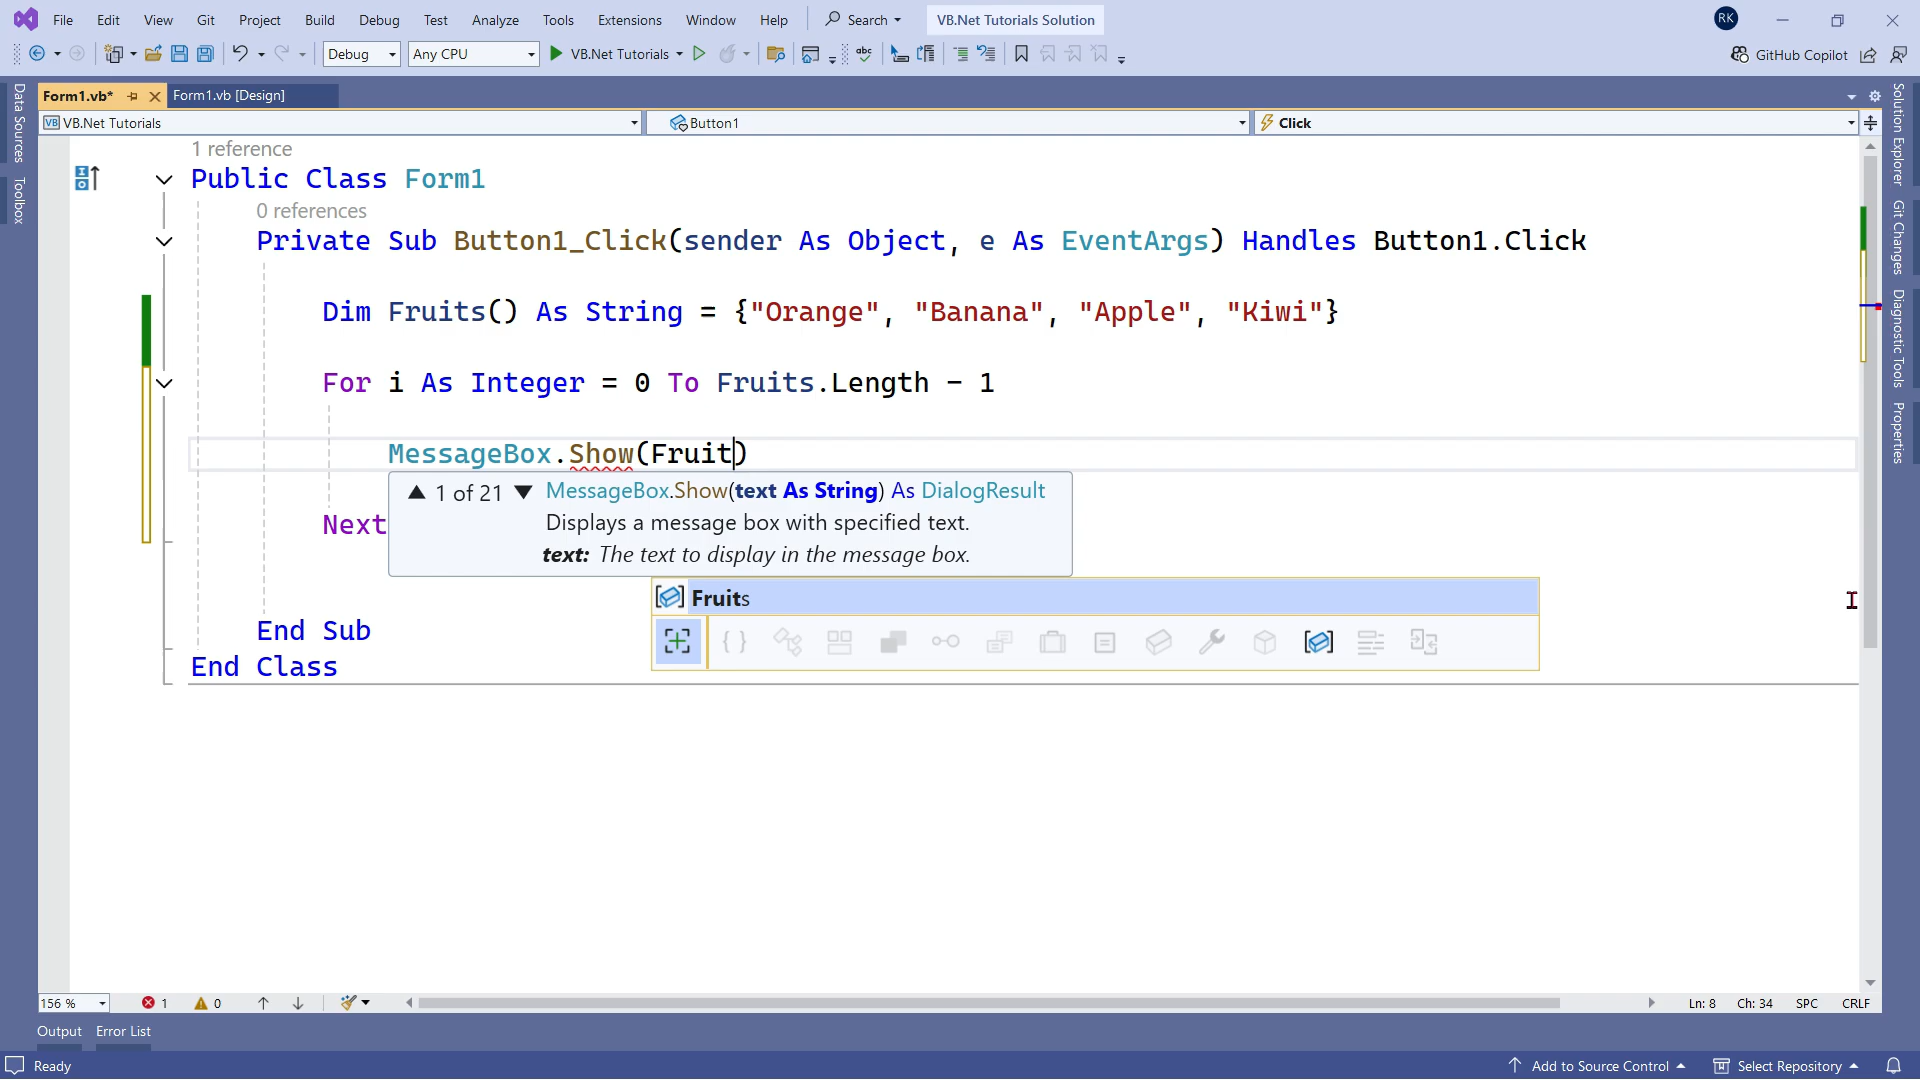 File Edit View Git Project Build Debug Test Analyze Tools Extensions Window Help Search VB.Net Tutorials Solution RK
Debug Any CPU VB.Net Tutorials abc GitHub Copilot
Form1.vb* Form1.vb [Design]
VB VB.Net Tutorials Button1 Click
Data Sources
Toolbox
Solution Explorer
Git Changes
Diagnostic Tools
Properties
1 reference
Public Class Form1
0 references
Private Sub Button1_Click(sender As Object, e As EventArgs) Handles Button1.Click
Dim Fruits() As String = {"Orange", "Banana", "Apple", "Kiwi"}
For i As Integer = 0 To Fruits.Length - 1
MessageBox.Show(Fruit)
▲ 1 of 21 ▼ MessageBox.Show(text As String) As DialogResult
Displays a message box with specified text.
text: The text to display in the message box.
Next
Fruits
End Sub
End Class
156 % 1 0 Ln: 8 Ch: 34 SPC CRLF
Output Error List
Ready Add to Source Control Select Repository